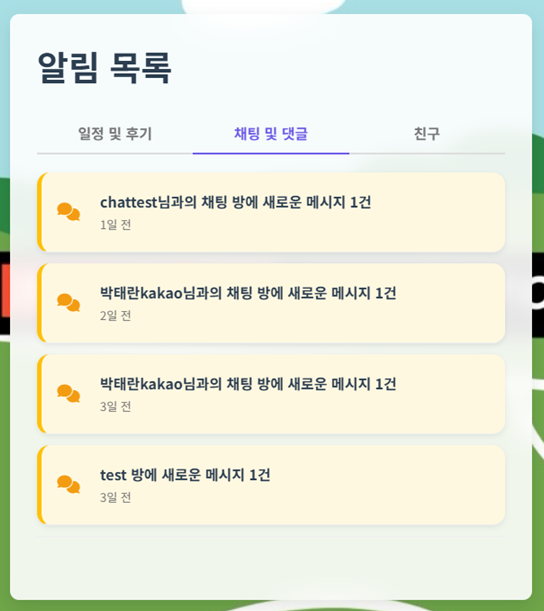 알림 목록
일정 및 후기
채팅 및 댓글
친구
chattest님과의 채팅 방에 새로운 메시지 1건
1일 전
박태란kakao님과의 채팅 방에 새로운 메시지 1건
2일 전
박태란kakao님과의 채팅 방에 새로운 메시지 1건
3일 전
test 방에 새로운 메시지 1건
3일 전